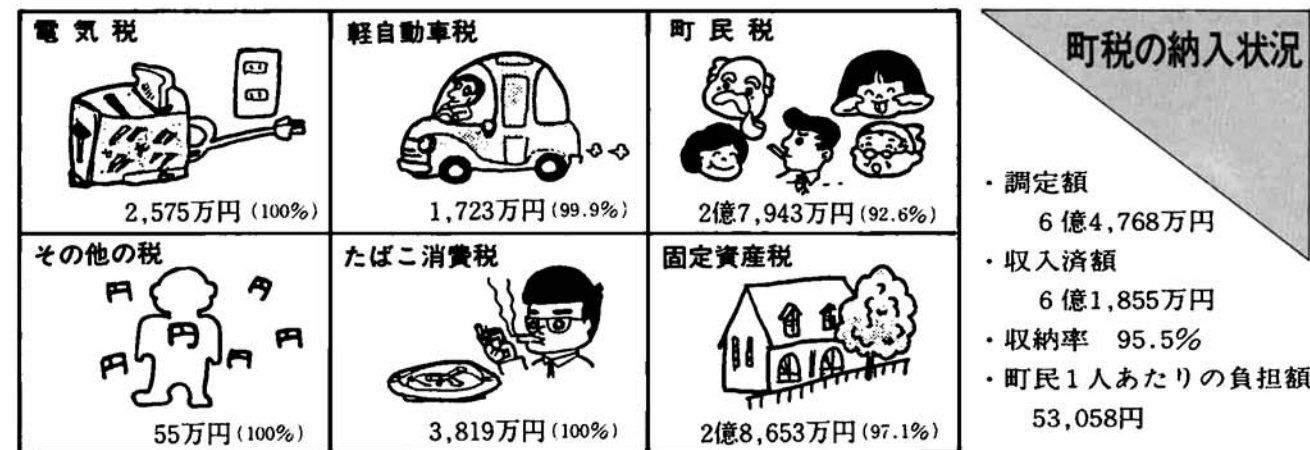 電気税
2,575万円(100%)
軽自動車税
1,723万円(99.9%)
町民税
2億7,943万円(92.6%)
その他の税
円
円
円
円
円
円
55万円(100%)
たばこ消費税
3,819万円(100%)
固定資産税
2億8,653万円(97.1%)
町税の納入状況
・調定額
6億4,768万円
・収入済額
6億1,855万円
・収納率 95.5%
・町民1人あたりの負担額
53,058円